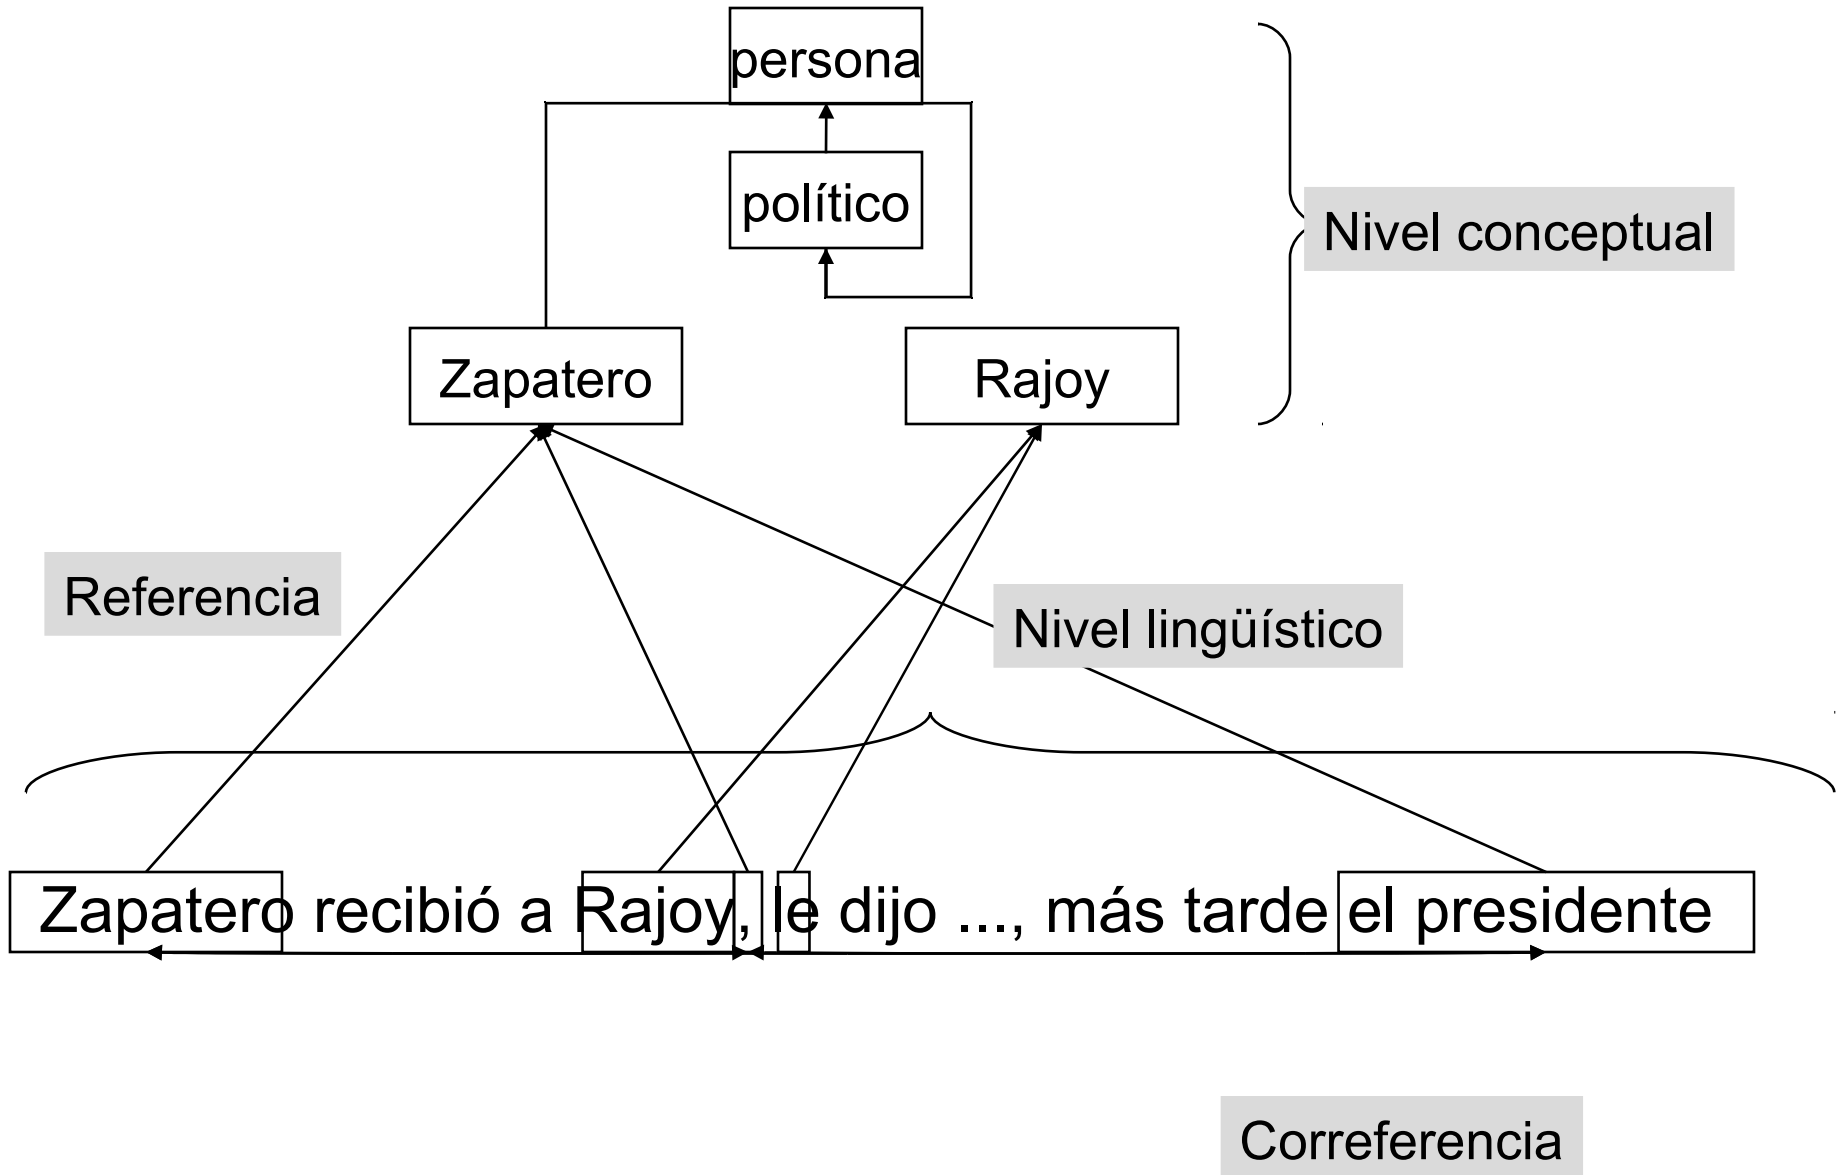 persona
político
Nivel conceptual
Zapatero
Rajoy
Referencia
Nivel lingüístico
Zapatero recibió a Rajoy, le dijo ..., más tarde el presidente
Correferencia